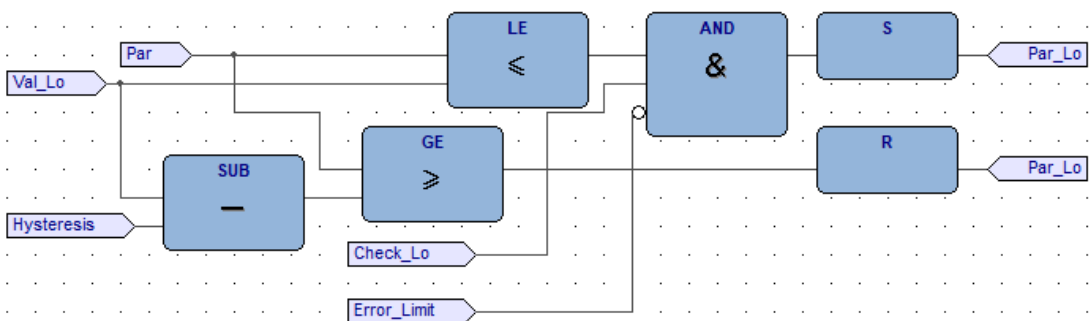 LE
AND
S
Par
≤
&
Par_Lo
Val_Lo
GE
R
SUB
≥
Par_Lo
−
Hysteresis
Check_Lo
Error_Limit